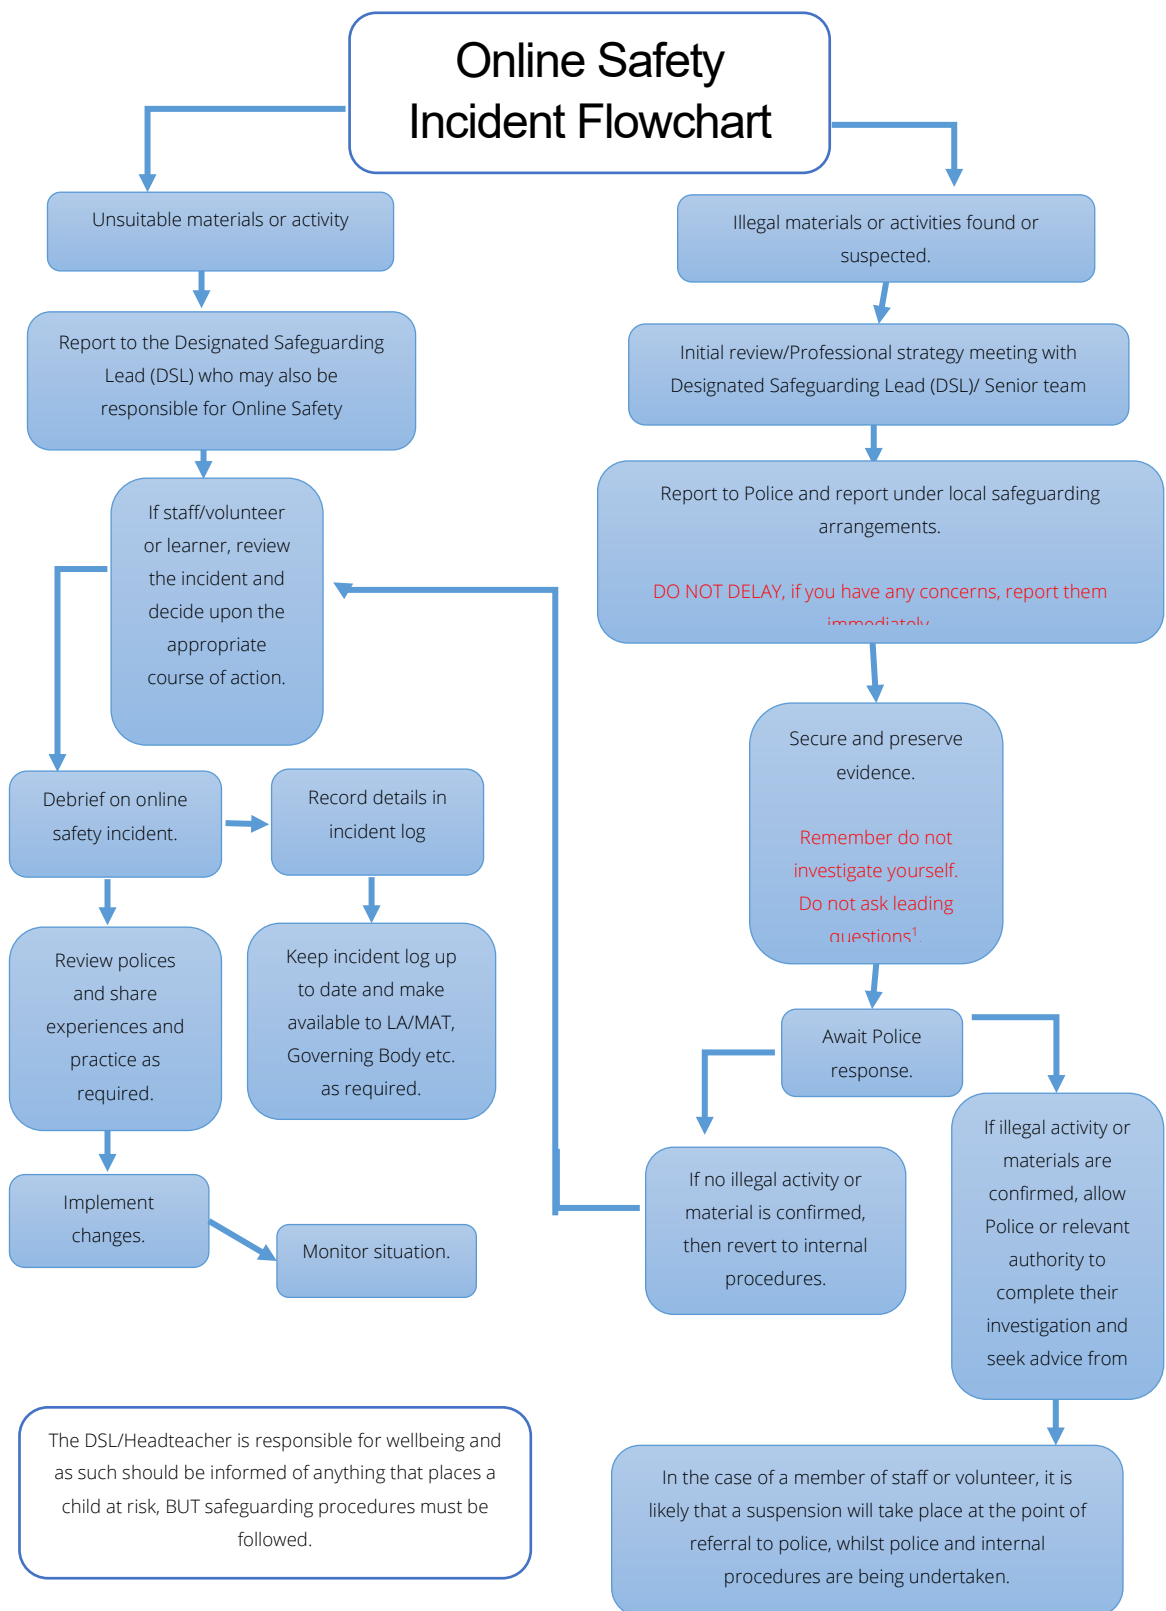 Online Safety
Incident Flowchart
Unsuitable materials or activity
Report to the Designated Safeguarding
Lead (DSL) who may also be
responsible for Online Safety
If staff/volunteer
or learner, review
the incident and
decide upon the
appropriate
course of action.
Debrief on online
safety incident.
Record details in
incident log
Review polices
and share
experiences and
practice as
required.
Keep incident log up
to date and make
available to LA/MAT,
Governing Body etc.
as required.
Implement
changes.
Monitor situation.
Illegal materials or activities found or
suspected.
Initial review/Professional strategy meeting with
Designated Safeguarding Lead (DSL)/ Senior team
Report to Police and report under local safeguarding
arrangements.
DO NOT DELAY, if you have any concerns, report them
immediately
Secure and preserve
evidence.
Remember do not
investigate yourself.
Do not ask leading
questions¹.
Await Police
response.
If no illegal activity or
material is confirmed,
then revert to internal
procedures.
If illegal activity or
materials are
confirmed, allow
Police or relevant
authority to
complete their
investigation and
seek advice from
In the case of a member of staff or volunteer, it is
likely that a suspension will take place at the point of
referral to police, whilst police and internal
procedures are being undertaken.
The DSL/Headteacher is responsible for wellbeing and
as such should be informed of anything that places a
child at risk, BUT safeguarding procedures must be
followed.